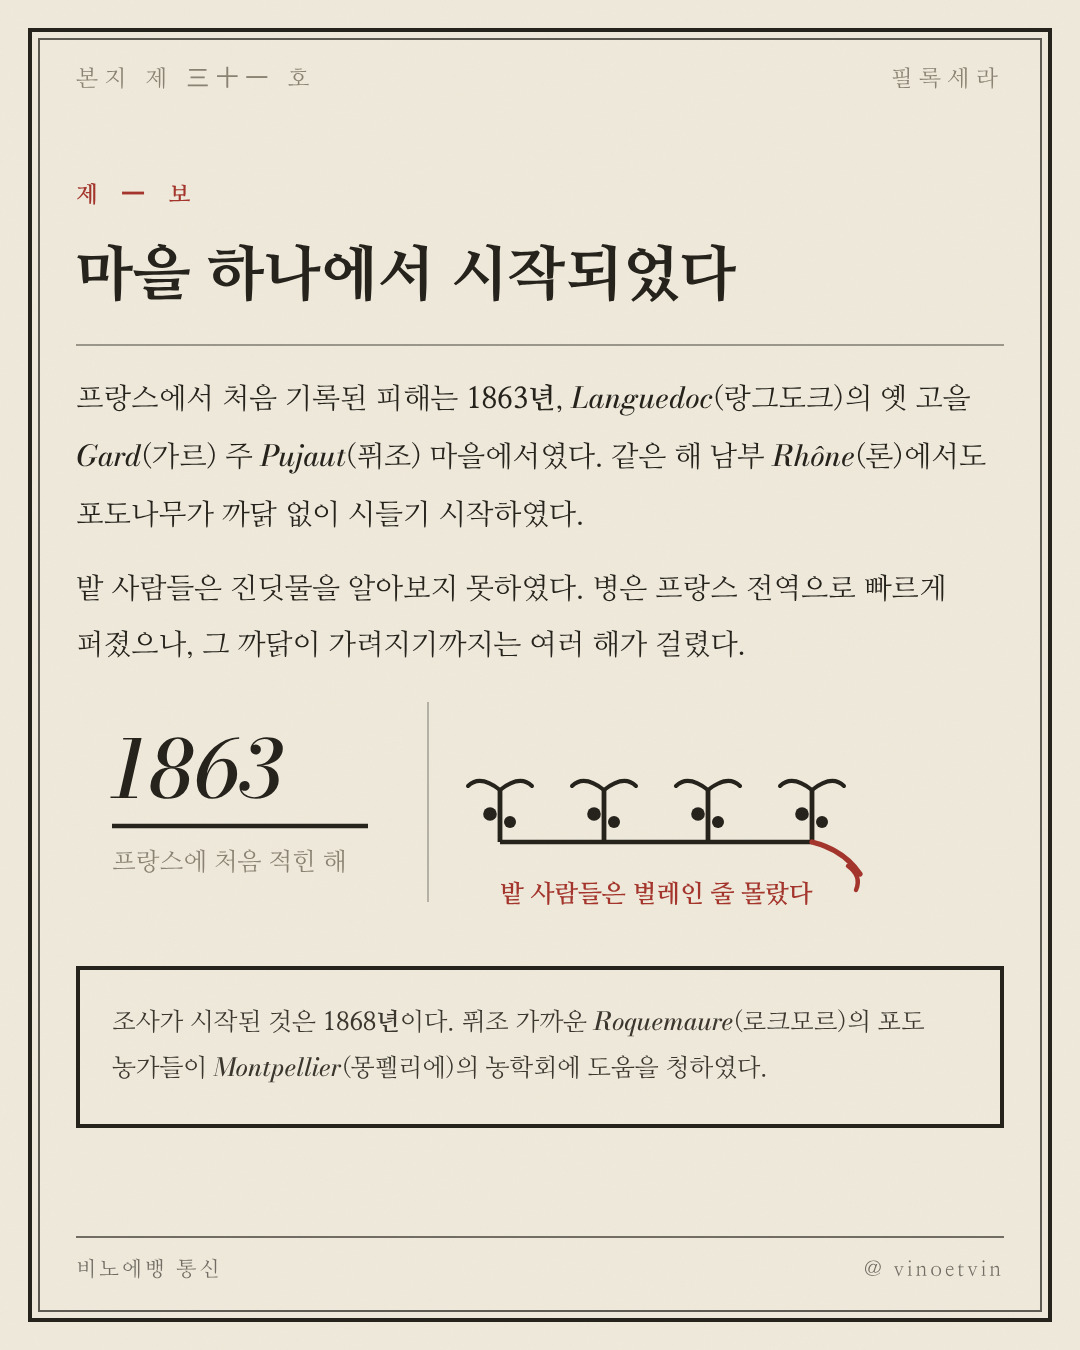 본지 제 三十一 호
필록세라
제 一 보
마을 하나에서 시작되었다
프랑스에서 처음 기록된 피해는 1863년, Languedoc(랑그도크)의 옛 고을
Gard(가르) 주 Pujaut(퓌조) 마을에서였다. 같은 해 남부 Rhône(론)에서도
포도나무가 까닭 없이 시들기 시작하였다.
밭 사람들은 진딧물을 알아보지 못하였다. 병은 프랑스 전역으로 빠르게
퍼졌으나, 그 까닭이 가려지기까지는 여러 해가 걸렸다.
1863
프랑스에 처음 적힌 해
밭 사람들은 벌레인 줄 몰랐다
조사가 시작된 것은 1868년이다. 퓌조 가까운 Roquemaure(로크모르)의 포도
농가들이 Montpellier(몽펠리에)의 농학회에 도움을 청하였다.
비노에뱅 통신
@ vinoetvin